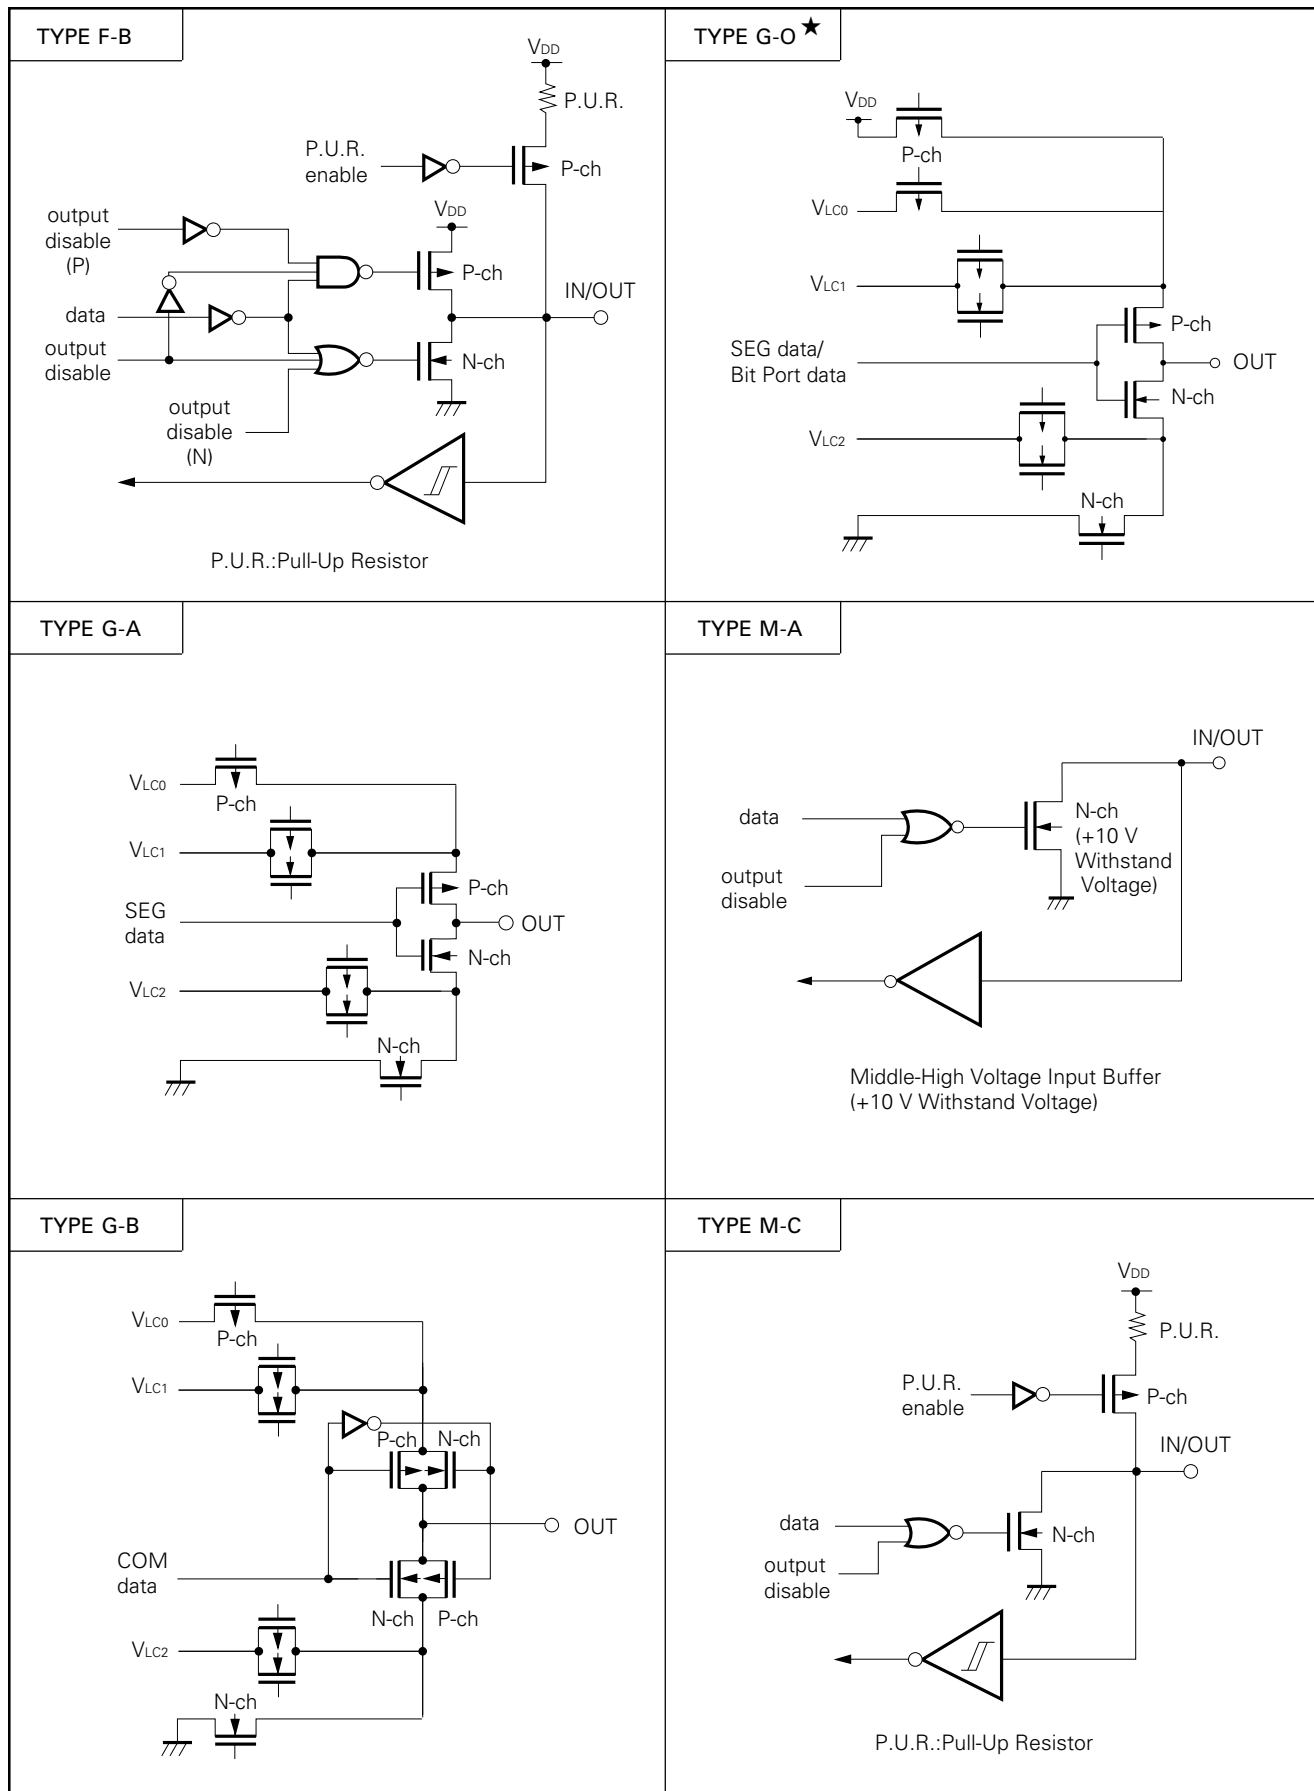 TYPE F-B
VDD
P.U.R.
P.U.R.
enable
P-ch
output
disable
(P)
VDD
P-ch
IN/OUT
data
output
disable
N-ch
output
disable
(N)
P.U.R.:Pull-Up Resistor
TYPE G-O★
VDD
P-ch
VLC0
VLC1
P-ch
SEG data/
Bit Port data
OUT
N-ch
VLC2
N-ch
TYPE G-A
VLC0
P-ch
VLC1
P-ch
SEG
data
OUT
N-ch
VLC2
N-ch
TYPE M-A
IN/OUT
data
N-ch
(+10 V
Withstand
Voltage)
output
disable
Middle-High Voltage Input Buffer
(+10 V Withstand Voltage)
TYPE G-B
VLC0
P-ch
VLC1
P-ch N-ch
OUT
COM
data
N-ch P-ch
VLC2
N-ch
TYPE M-C
VDD
P.U.R.
P.U.R.
enable
P-ch
IN/OUT
data
N-ch
output
disable
P.U.R.:Pull-Up Resistor